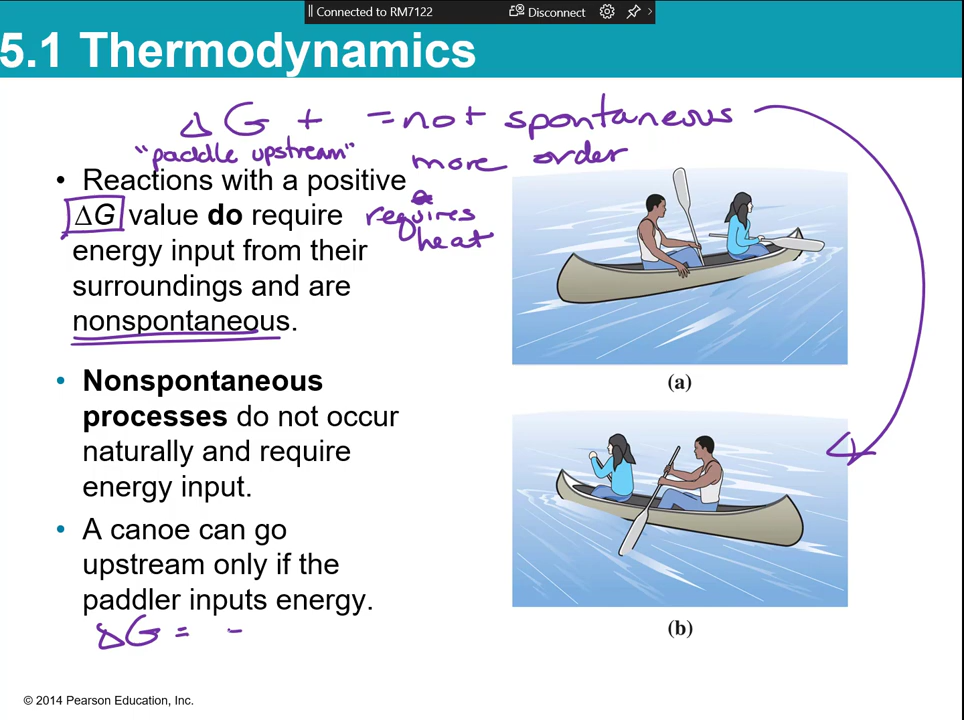 Connected to RM7122 Disconnect
5.1 Thermodynamics
ΔG + = not spontaneous
"paddle upstream" more order
• Reactions with a positive
ΔG value do require requires
energy input from their heat
surroundings and are
nonspontaneous.
• Nonspontaneous
processes do not occur
naturally and require
energy input.
• A canoe can go
upstream only if the
paddler inputs energy.
ΔG = -
(a)
(b)
© 2014 Pearson Education, Inc.